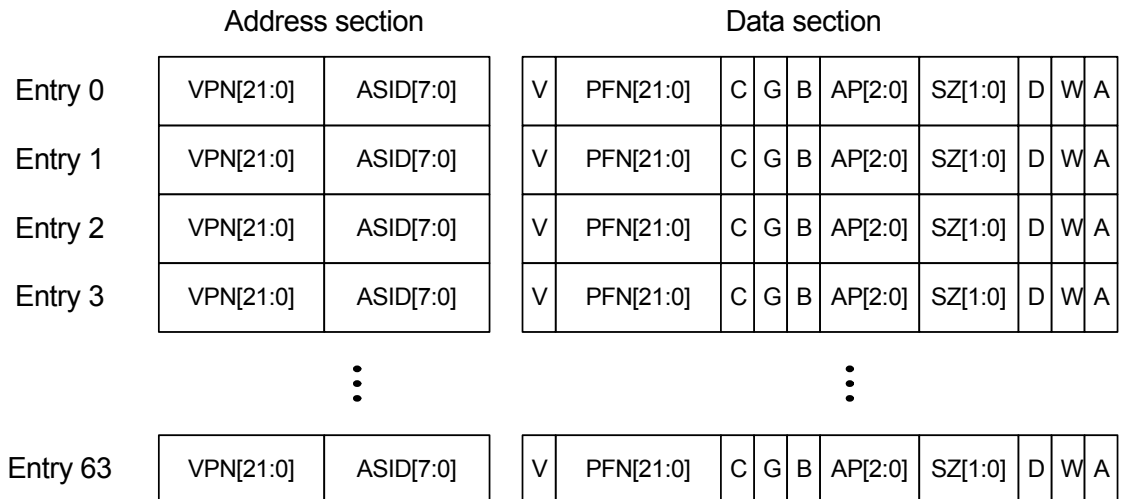 Address section Data section
Entry 0 VPN[21:0] ASID[7:0] V PFN[21:0] C G B AP[2:0] SZ[1:0] D W A
Entry 1 VPN[21:0] ASID[7:0] V PFN[21:0] C G B AP[2:0] SZ[1:0] D W A
Entry 2 VPN[21:0] ASID[7:0] V PFN[21:0] C G B AP[2:0] SZ[1:0] D W A
Entry 3 VPN[21:0] ASID[7:0] V PFN[21:0] C G B AP[2:0] SZ[1:0] D W A
Entry 63 VPN[21:0] ASID[7:0] V PFN[21:0] C G B AP[2:0] SZ[1:0] D W A